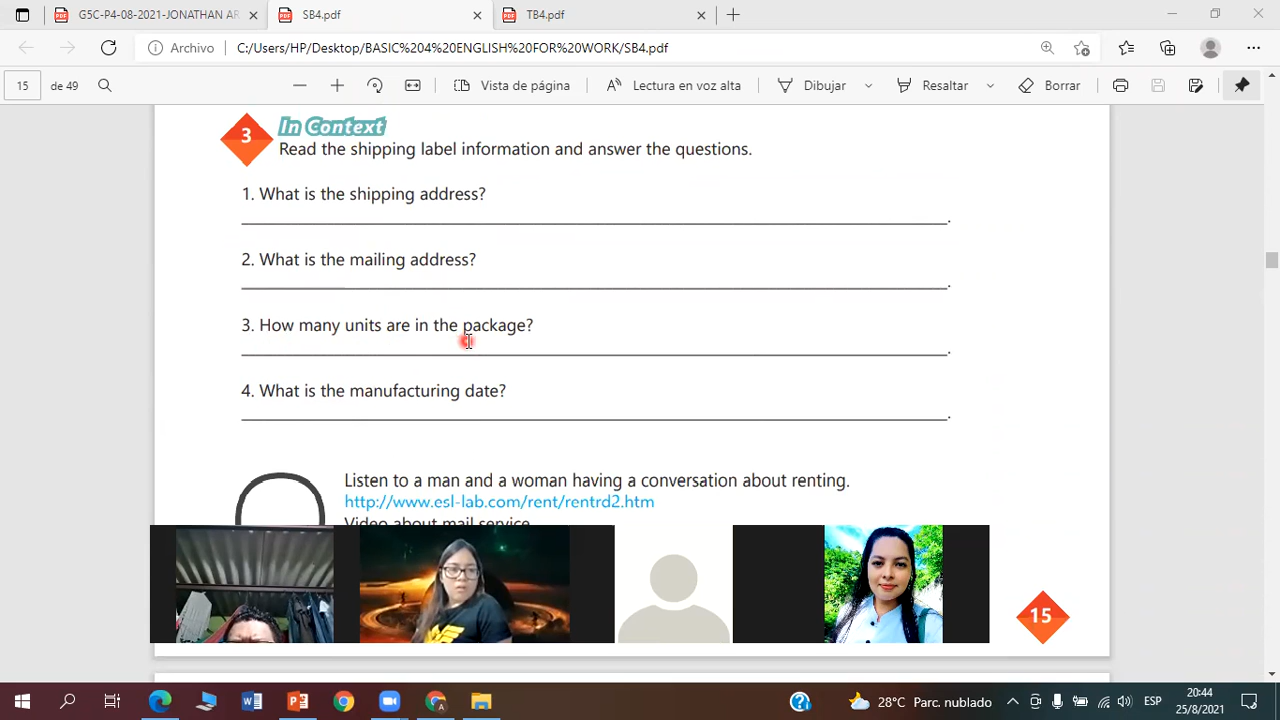 G5C-P4-08-2021-JONATHAN AR
SB4.pdf
TB4.pdf
Archivo
C:/Users/HP/Desktop/BASIC%204%20ENGLISH%20FOR%20WORK/SB4.pdf
15
de 49
Vista de página
Lectura en voz alta
Dibujar
Resaltar
Borrar
3
In Context
Read the shipping label information and answer the questions.
1. What is the shipping address?
2. What is the mailing address?
3. How many units are in the package?
4. What is the manufacturing date?
Listen to a man and a woman having a conversation about renting.
http://www.esl-lab.com/rent/rentrd2.htm
Video about mail service
15
28°C Parc. nublado
ESP
20:44
25/8/2021